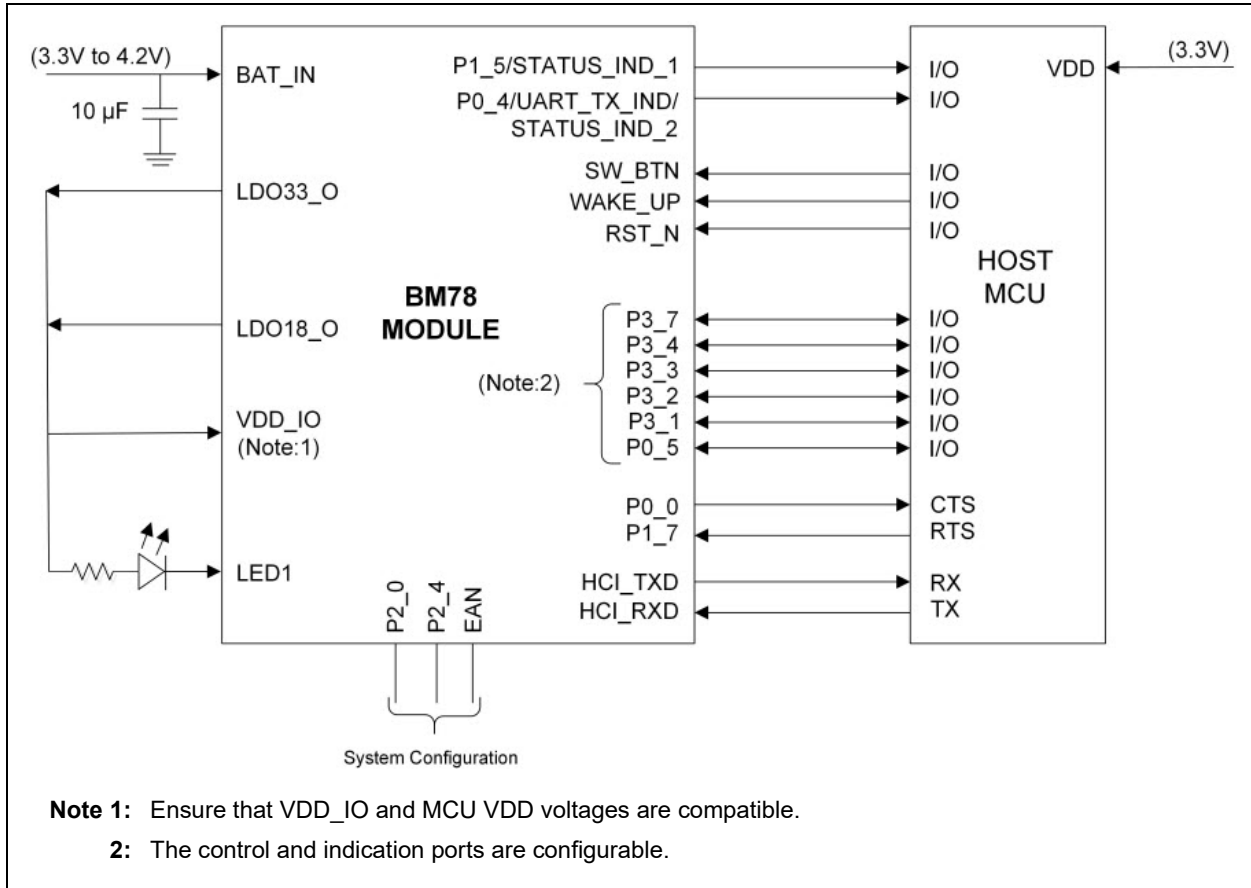 (3.3V to 4.2V)
10 µF
BAT_IN
LDO33_O
LDO18_O
VDD_IO
(Note:1)
LED1
BM78
MODULE
P2_0
P2_4
EAN
System Configuration
P1_5/STATUS_IND_1
P0_4/UART_TX_IND/
STATUS_IND_2
SW_BTN
WAKE_UP
RST_N
(Note:2)
P3_7
P3_4
P3_3
P3_2
P3_1
P0_5
P0_0
P1_7
HCI_TXD
HCI_RXD
I/O
I/O
I/O
I/O
I/O
HOST
MCU
I/O
I/O
I/O
I/O
I/O
I/O
CTS
RTS
RX
TX
VDD
(3.3V)
Note 1: Ensure that VDD_IO and MCU VDD voltages are compatible.
2: The control and indication ports are configurable.